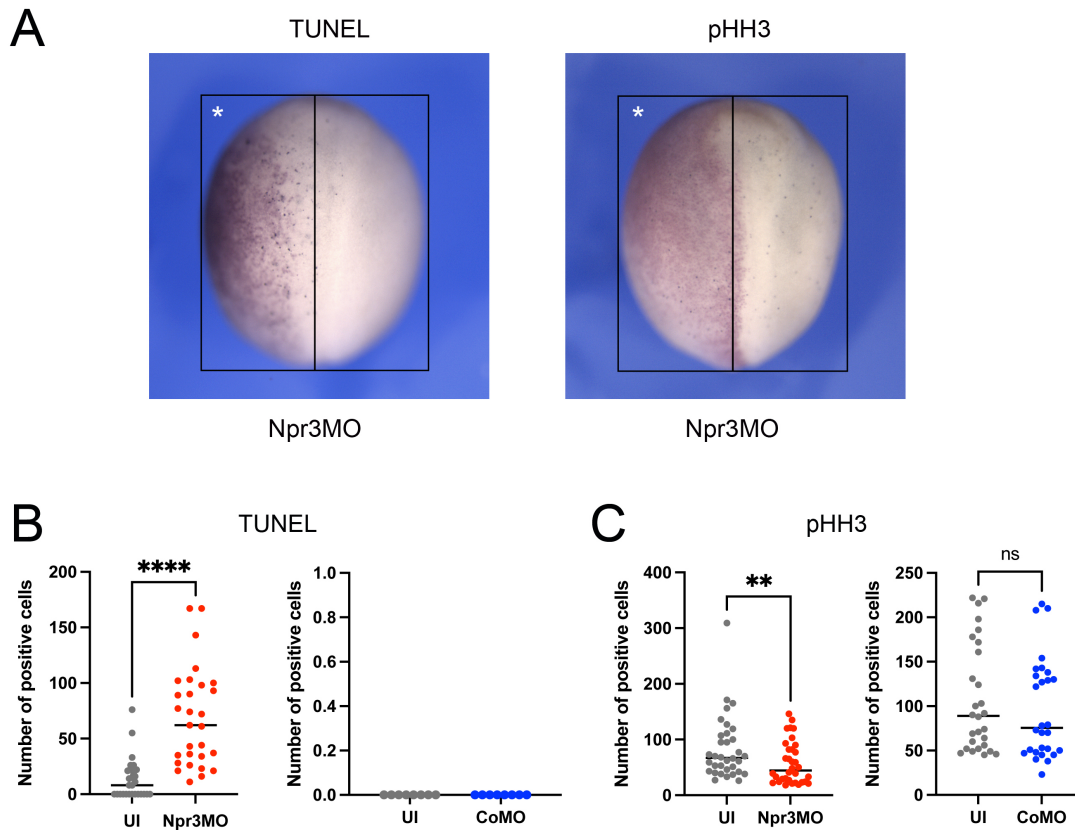 A
TUNEL
pHH3
*
*
Npr3MO
Npr3MO
B
TUNEL
C
pHH3
Number of positive cells
200
150
100
50
0
****
UI
Npr3MO
Number of positive cells
1.0
0.8
0.6
0.4
0.2
0.0
UI
CoMO
Number of positive cells
400
300
200
100
0
**
UI
Npr3MO
Number of positive cells
250
200
150
100
50
0
ns
UI
CoMO